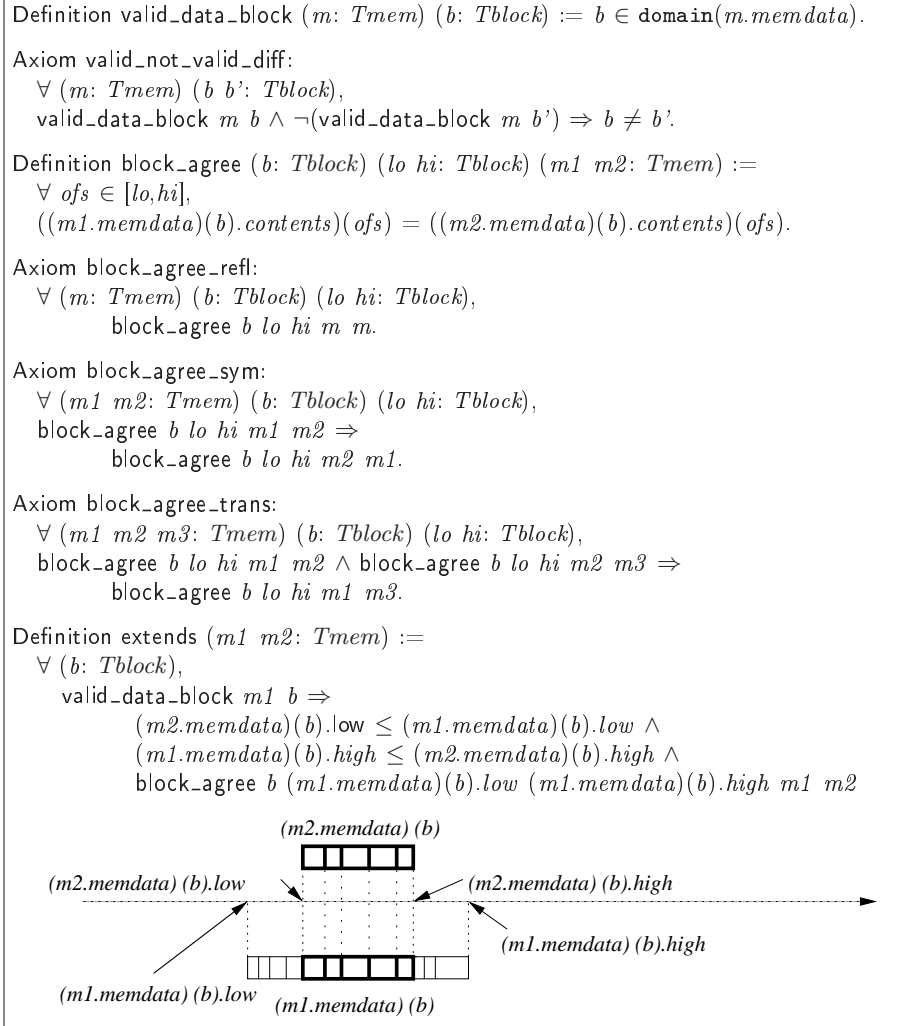 Definition valid_data_block (m: Tmem) (b: Tblock) := b ∈ domain(m.memdata).
Axiom valid_not_valid_diff:
∀ (m: Tmem) (b b': Tblock),
valid_data_block m b ∧ ¬(valid_data_block m b') ⇒ b ≠ b'.
Definition block_agree (b: Tblock) (lo hi: Tblock) (m1 m2: Tmem) :=
∀ ofs ∈ [lo,hi],
((m1.memdata)(b).contents)(ofs) = ((m2.memdata)(b).contents)(ofs).
Axiom block_agree_refl:
∀ (m: Tmem) (b: Tblock) (lo hi: Tblock),
block_agree b lo hi m m.
Axiom block_agree_sym:
∀ (m1 m2: Tmem) (b: Tblock) (lo hi: Tblock),
block_agree b lo hi m1 m2 ⇒
block_agree b lo hi m2 m1.
Axiom block_agree_trans:
∀ (m1 m2 m3: Tmem) (b: Tblock) (lo hi: Tblock),
block_agree b lo hi m1 m2 ∧ block_agree b lo hi m2 m3 ⇒
block_agree b lo hi m1 m3.
Definition extends (m1 m2: Tmem) :=
∀ (b: Tblock),
valid_data_block m1 b ⇒
(m2.memdata)(b).low ≤ (m1.memdata)(b).low ∧
(m1.memdata)(b).high ≤ (m2.memdata)(b).high ∧
block_agree b (m1.memdata)(b).low (m1.memdata)(b).high m1 m2
(m2.memdata) (b)
(m2.memdata) (b).low
(m2.memdata) (b).high
(m1.memdata) (b).high
(m1.memdata) (b).low
(m1.memdata) (b)